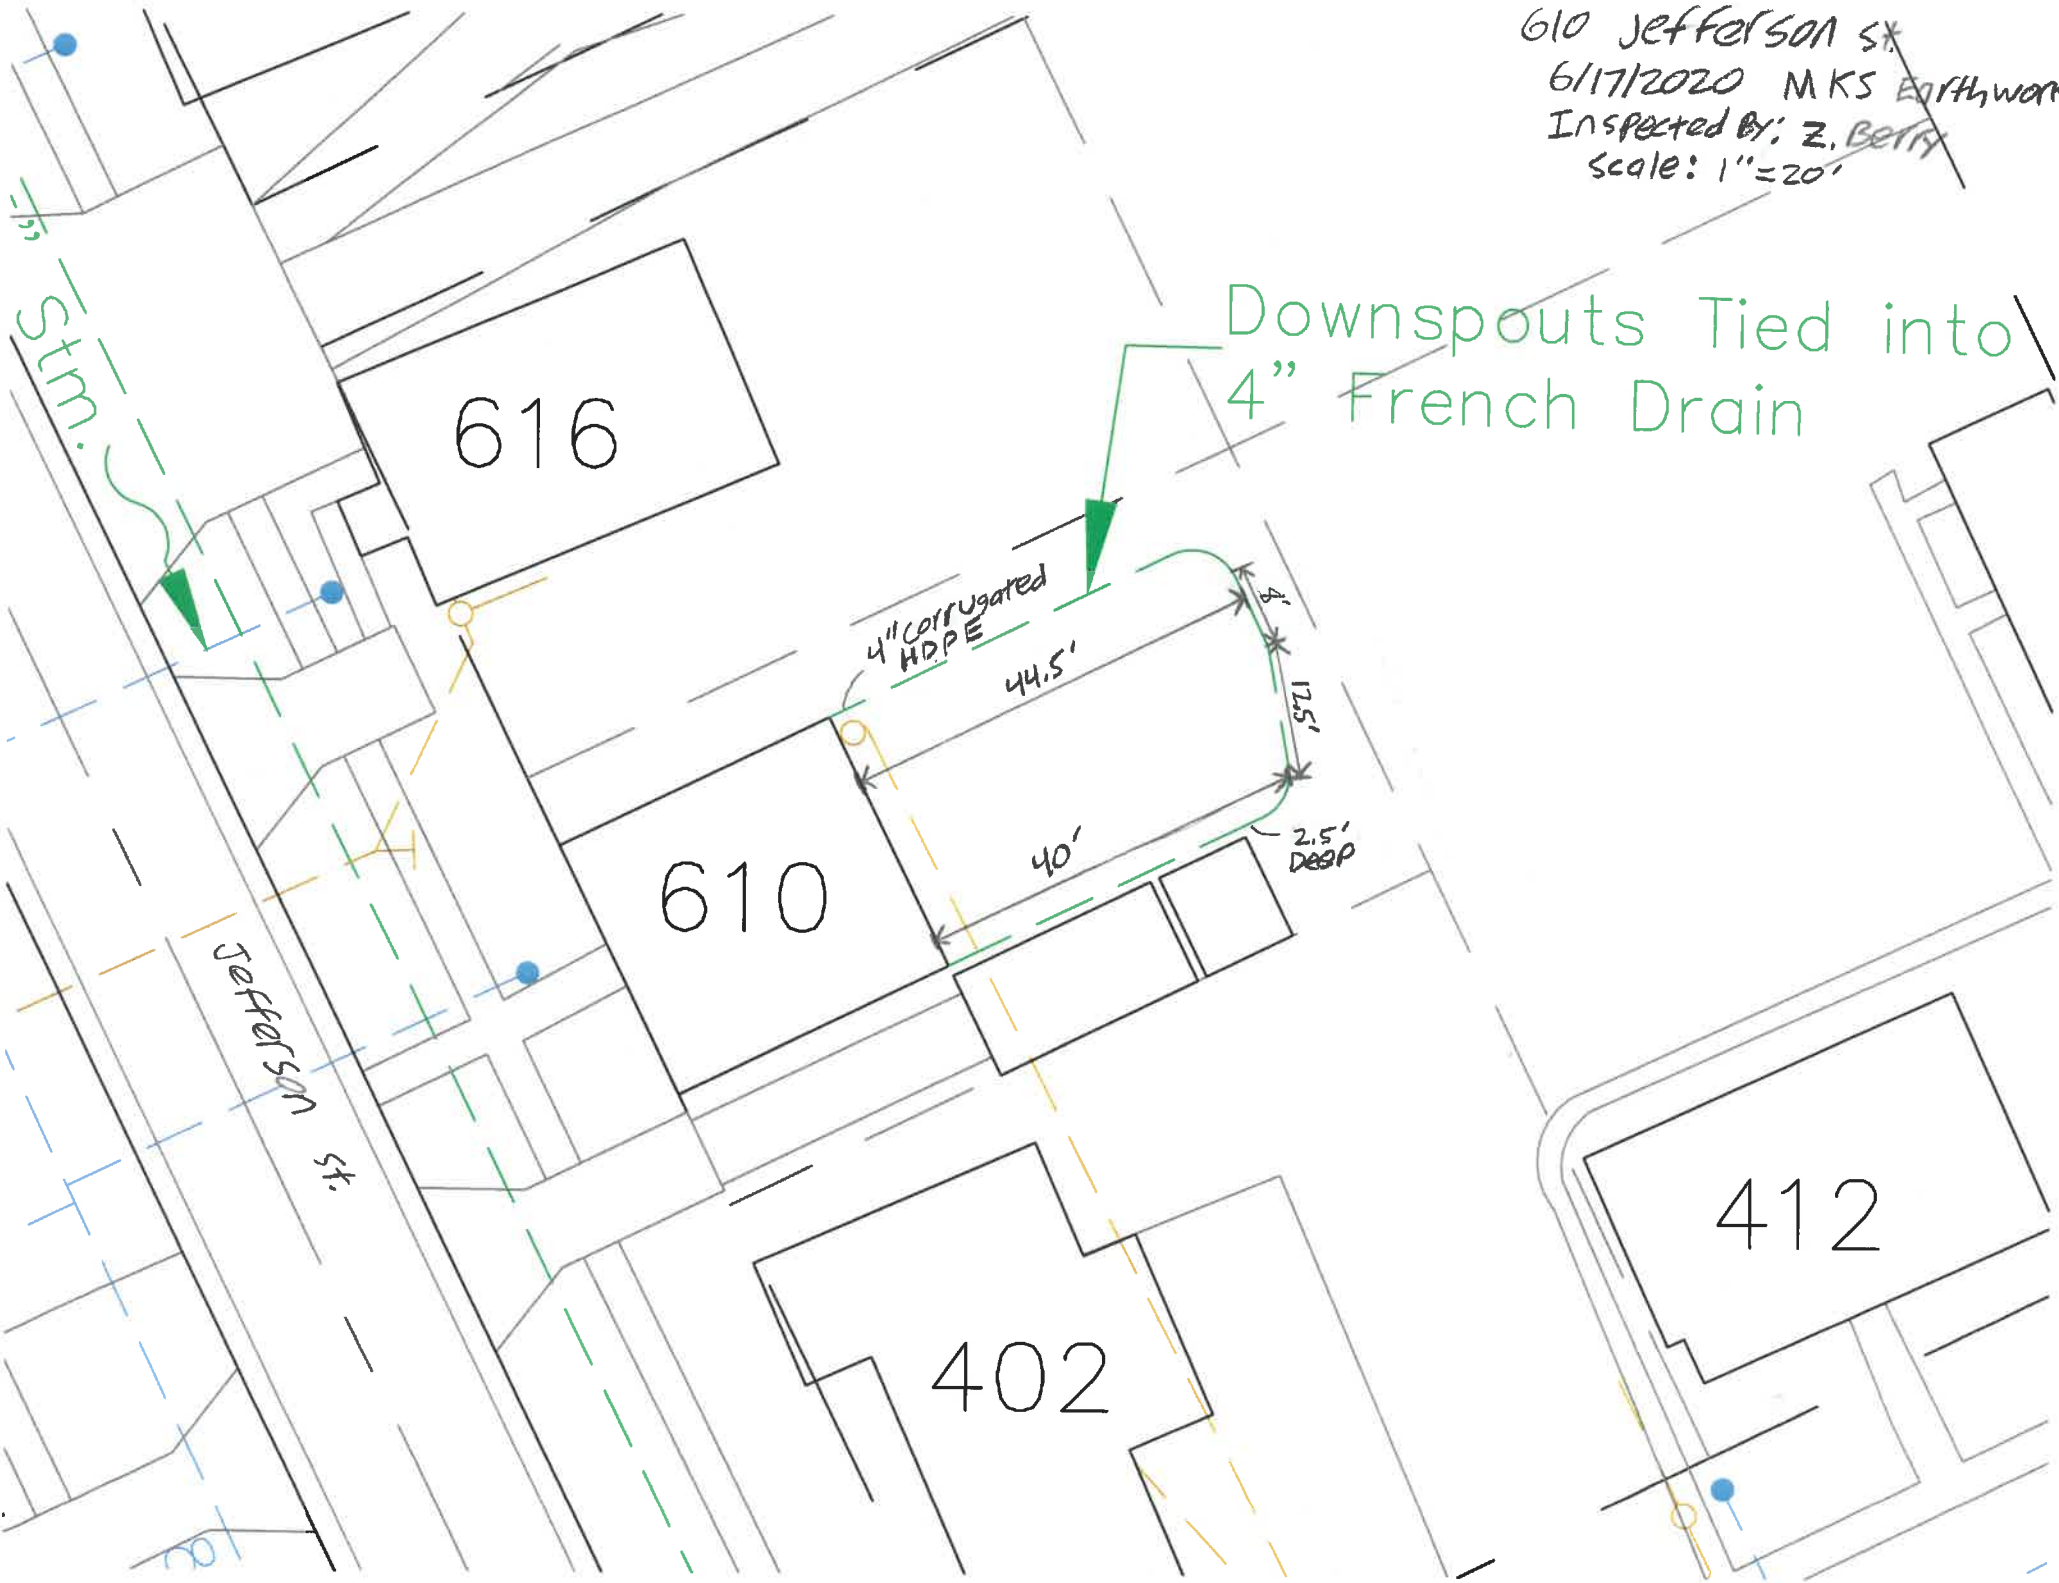 610 Jefferson St
6/17/2020 MKS Earthwork
Inspected By: Z. Berry
Scale: 1"=20'
Stm.
Downspouts Tied into
4" French Drain
616
4" corrugated
HDPE
44.5'
8'
12.5'
40'
2.5'
Deep
610
Jefferson St.
402
412